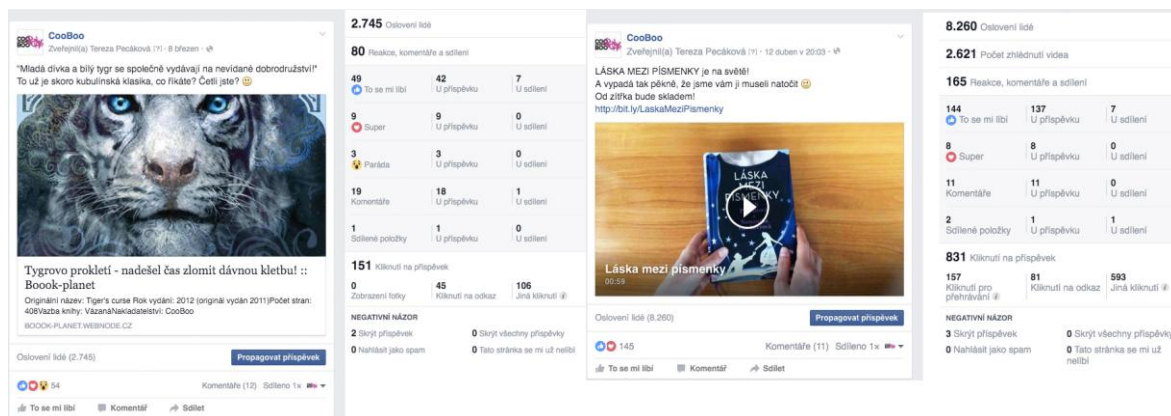 CooBoo
Zveřejnil(a) Tereza Pecáková [?] · 8 březen ·
"Mladá dívka a bílý tygr se společně vydávají na nevídané dobrodružství!"
To už je skoro kubulínská klasika, co říkáte? Četli jste?
Tygrovo prokletí - nadešel čas zlomit dávnou kletbu! ::
Boook-planet
Originální název: Tiger's curse Rok vydání: 2012 (originál vydán 2011)Počet stran:
408Vazba knihy: VázanáNakladatelství: CooBoo
BOOOK-PLANET.WEBNODE.CZ
Oslovení lidé (2.745)
Propagovat příspěvek
54
Komentáře (12) Sdíleno 1x
To se mi líbí
Komentář
Sdílet
2.745 Oslovení lidé
80 Reakce, komentáře a sdílení
49 42 7
To se mi líbí U příspěvku U sdílení
9 9 0
Super U příspěvku U sdílení
3 3 0
Paráda U příspěvku U sdílení
19 18 1
Komentáře U příspěvku U sdílení
1 1 0
Sdílené položky U příspěvku U sdílení
151 Kliknutí na příspěvek
0 45 106
Zobrazení fotky Kliknutí na odkaz Jiná kliknutí
NEGATIVNÍ NÁZOR
2 Skrýt příspěvek 0 Skrýt všechny příspěvky
0 Nahlásit jako spam 0 Tato stránka se mi už nelíbí
CooBoo
Zveřejnil(a) Tereza Pecáková [?] · 12 duben v 20:03 ·
LÁSKA MEZI PÍSMENKY je na světě!
A vypadá tak pěkně, že jsme vám ji museli natočit
Od zítřka bude skladem!
http://bit.ly/LaskaMeziPismenky
LÁSKA
MEZI
PÍSMENKY
Láska mezi písmenky
00:59
Oslovení lidé (8.260)
Propagovat příspěvek
145
Komentáře (11) Sdíleno 1x
To se mi líbí
Komentář
Sdílet
8.260 Oslovení lidé
2.621 Počet zhlédnutí videa
165 Reakce, komentáře a sdílení
144 137 7
To se mi líbí U příspěvku U sdílení
8 8 0
Super U příspěvku U sdílení
11 11 0
Komentáře U příspěvku U sdílení
2 1 1
Sdílené položky U příspěvku U sdílení
831 Kliknutí na příspěvek
157 81 593
Kliknutí pro Kliknutí na odkaz Jiná kliknutí
přehrávání
NEGATIVNÍ NÁZOR
3 Skrýt příspěvek 0 Skrýt všechny příspěvky
0 Nahlásit jako spam 0 Tato stránka se mi už
nelíbí